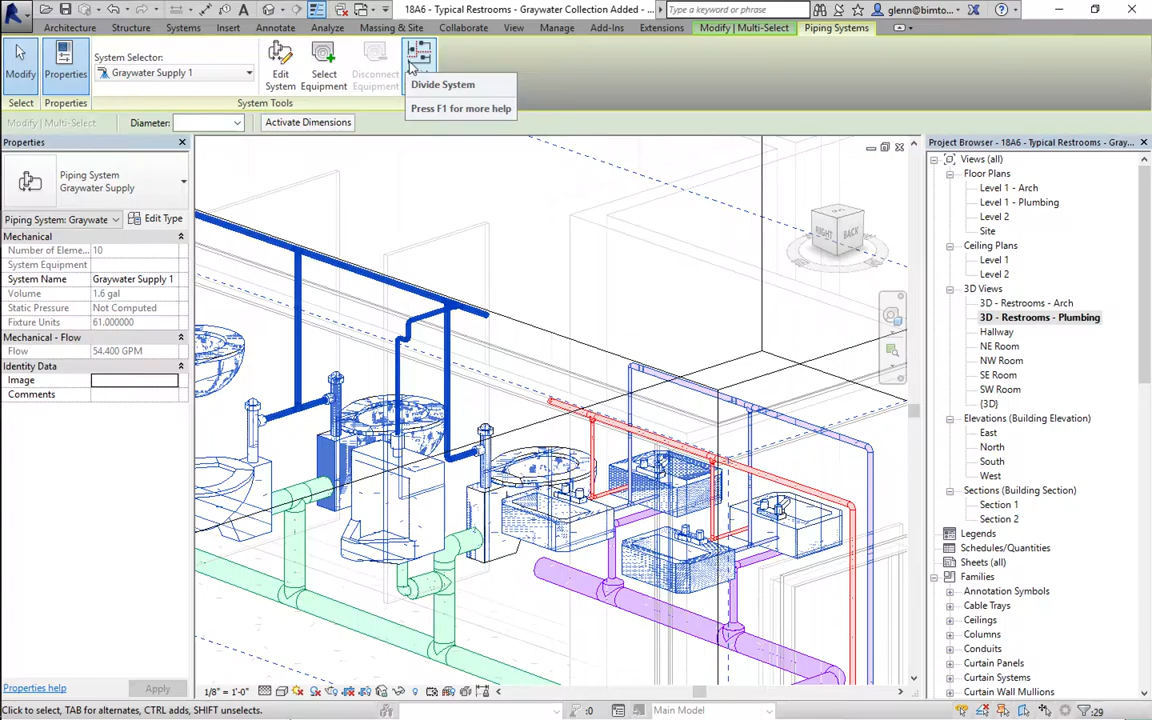 18A6 - Typical Restrooms - Graywater Collection Added - ...
Type a keyword or phrase
glenn@bimto...
Architecture
Structure
Systems
Insert
Annotate
Analyze
Massing & Site
Collaborate
View
Manage
Add-Ins
Extensions
Modify | Multi-Select
Piping Systems
Modify
Properties
System Selector:
Graywater Supply 1
Edit
System
Select
Equipment
Disconnect
Equipment
Divide System
Press F1 for more help
Select
Properties
System Tools
Modify | Multi-Select
Diameter:
Activate Dimensions
Properties
Piping System
Graywater Supply
Piping System: Graywate
Edit Type
Mechanical
Number of Eleme... 10
System Equipment
System Name Graywater Supply 1
Volume 1.6 gal
Static Pressure Not Computed
Fixture Units 61.000000
Mechanical - Flow
Flow 54.400 GPM
Identity Data
Image
Comments
Properties help
Apply
RIGHT
BACK
Project Browser - 18A6 - Typical Restrooms - Gray...
Views (all)
Floor Plans
Level 1 - Arch
Level 1 - Plumbing
Level 2
Site
Ceiling Plans
Level 1
Level 2
3D Views
3D - Restrooms - Arch
3D - Restrooms - Plumbing
Hallway
NE Room
NW Room
SE Room
SW Room
{3D}
Elevations (Building Elevation)
East
North
South
West
Sections (Building Section)
Section 1
Section 2
Legends
Schedules/Quantities
Sheets (all)
Families
Annotation Symbols
Cable Trays
Ceilings
Columns
Conduits
Curtain Panels
Curtain Systems
Curtain Wall Mullions
1/8" = 1'-0"
Click to select, TAB for alternates, CTRL adds, SHIFT unselects.
:0
Main Model
:29